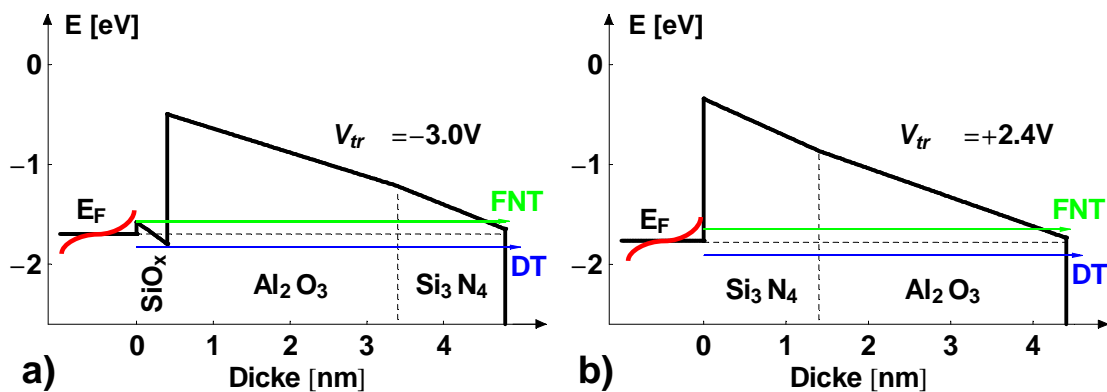 E [eV]
0
−1
−2
V_tr =−3.0V
E_F
FNT
DT
SiO_x
Al_2 O_3
Si_3 N_4
0 1 2 3 4 5
Dicke [nm]
a)
E [eV]
0
−1
−2
V_tr =+2.4V
E_F
FNT
DT
Si_3 N_4
Al_2 O_3
0 1 2 3 4
Dicke [nm]
b)